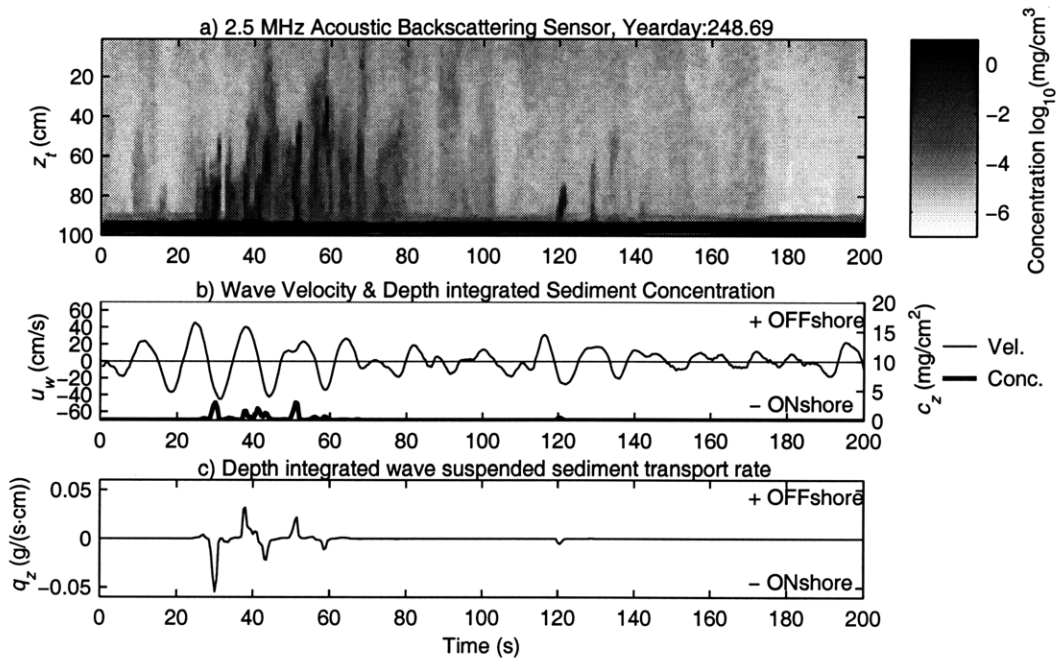 a) 2.5 MHz Acoustic Backscattering Sensor, Yearday:248.69
z_t (cm)
20
40
60
80
100
0 20 40 60 80 100 120 140 160 180 200
0
−2
−4
−6
Concentration log10(mg/cm³)
b) Wave Velocity & Depth integrated Sediment Concentration
u_w (cm/s)
60
40
20
0
−20
−40
−60
+ OFFshore
− ONshore
20
15
10
5
0
c_z (mg/cm²)
Vel.
Conc.
0 20 40 60 80 100 120 140 160 180 200
c) Depth integrated wave suspended sediment transport rate
q_z (g/(s·cm))
0.05
0
−0.05
+ OFFshore
− ONshore
0 20 40 60 80 100 120 140 160 180 200
Time (s)